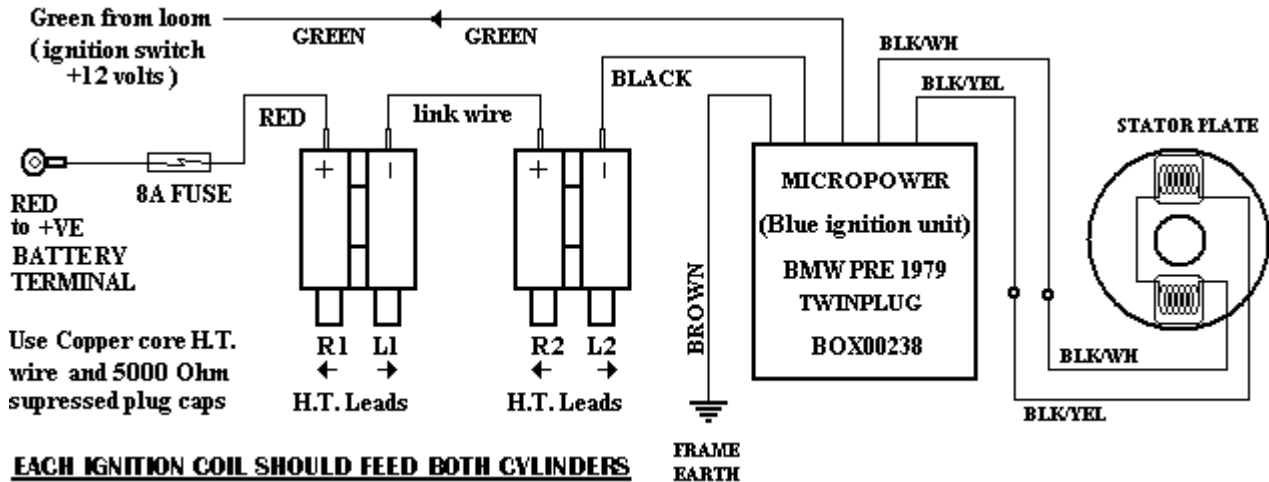 Green from loom
( ignition switch
+12 volts )
GREEN
GREEN
BLACK
BLK/WH
BLK/YEL
RED
link wire
STATOR PLATE
+
–
+
–
8A FUSE
RED
to +VE
BATTERY
TERMINAL
MICROPOWER
(Blue ignition unit)
BMW PRE 1979
TWINPLUG
BOX00238
BROWN
Use Copper core H.T.
wire and 5000 Ohm
supressed plug caps
R1 L1
R2 L2
H.T. Leads
H.T. Leads
BLK/WH
BLK/YEL
FRAME
EARTH
EACH IGNITION COIL SHOULD FEED BOTH CYLINDERS